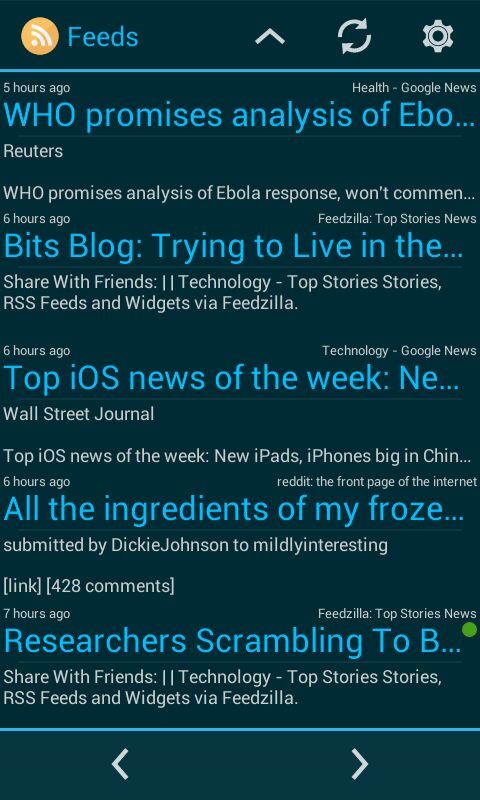 Feeds
5 hours ago Health - Google News
WHO promises analysis of Ebo...
Reuters
WHO promises analysis of Ebola response, won't commen...
6 hours ago Feedzilla: Top Stories News
Bits Blog: Trying to Live in the...
Share With Friends: | | Technology - Top Stories Stories,
RSS Feeds and Widgets via Feedzilla.
6 hours ago Technology - Google News
Top iOS news of the week: Ne...
Wall Street Journal
Top iOS news of the week: New iPads, iPhones big in Chin...
6 hours ago reddit: the front page of the internet
All the ingredients of my froze...
submitted by DickieJohnson to mildlyinteresting
[link] [428 comments]
7 hours ago Feedzilla: Top Stories News
Researchers Scrambling To B...
Share With Friends: | | Technology - Top Stories Stories,
RSS Feeds and Widgets via Feedzilla.